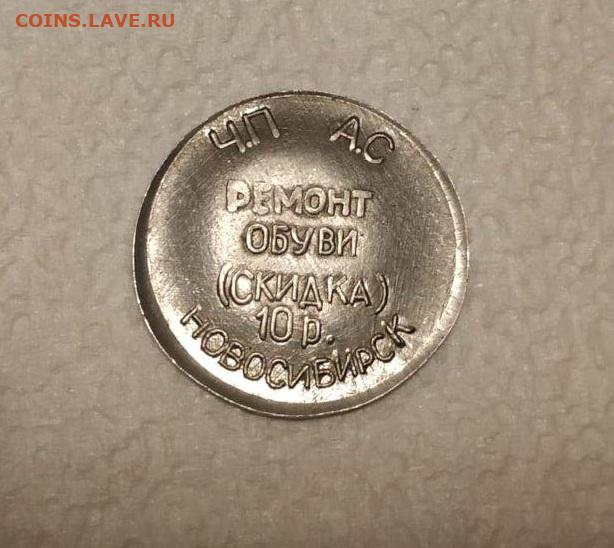 COINS.LAVE.RU
Ч.П А.С
РЕМОНТ
ОБУВИ
(СКИДКА)
10 р.
НОВОСИБИРСК